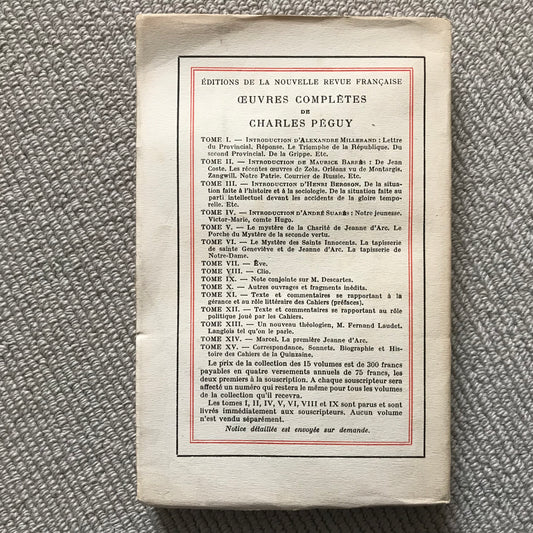 ÉDITIONS DE LA NOUVELLE REVUE FRANÇAISE
ŒUVRES COMPLÈTES
DE
CHARLES PÉGUY
TOME I. — Introduction d'Alexandre Millerand : Lettre
du Provincial. Réponse. Le Triomphe de la République. Du
second Provincial. De la Grippe. Etc.
TOME II. — Introduction de Maurice Barrès : De Jean
Coste. Les récentes œuvres de Zola. Orléans vu de Montargis,
Zangwill. Notre Patrie. Courrier de Russie. Etc.
TOME III. — Introduction d'Henri Bergson. De la situa-
tion faite à l'histoire et à la sociologie. De la situation faite au
parti intellectuel devant les accidents de la gloire tempo-
relle. Etc.
TOME IV. — Introduction d'André Suarès : Notre jeunesse.
Victor-Marie, comte Hugo.
TOME V. — Le mystère de la Charité de Jeanne d'Arc. Le
Porche du Mystère de la seconde vertu.
TOME VI. — Le Mystère des Saints Innocents. La tapisserie
de sainte Geneviève et de Jeanne d'Arc. La tapisserie de
Notre-Dame.
TOME VII. — Ève.
TOME VIII. — Clio.
TOME IX. — Note conjointe sur M. Descartes.
TOME X. — Autres ouvrages et fragments inédits.
TOME XI. — Texte et commentaires se rapportant à la
gérance et au rôle littéraire des Cahiers (préfaces).
TOME XII. — Texte et commentaires se rapportant au rôle
politique joué par les Cahiers.
TOME XIII. — Un nouveau théologien, M. Fernand Laudet.
Langlois tel qu'on le parle.
TOME XIV. — Marcel. La première Jeanne d'Arc.
TOME XV. — Correspondance, Sonnets. Biographie et His-
toire des Cahiers de la Quinzaine.
Le prix de la collection des 15 volumes est de 300 francs
payables en quatre versements annuels de 75 francs, les
deux premiers à la souscription. A chaque souscripteur sera
affecté un numéro qui restera le même pour tous les volumes
de la collection qu'il recevra.
Les tomes I, II, IV, V, VI, VIII et IX sont parus et sont
livrés immédiatement aux souscripteurs. Aucun volume
n'est vendu séparément.
Notice détaillée est envoyée sur demande.